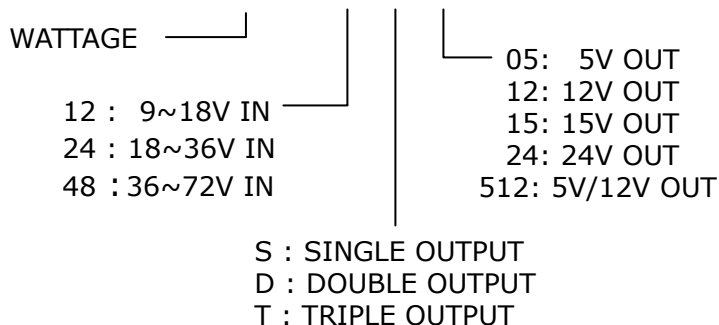 WATTAGE
12 : 9~18V IN
24 : 18~36V IN
48 : 36~72V IN
05: 5V OUT
12: 12V OUT
15: 15V OUT
24: 24V OUT
512: 5V/12V OUT
S : SINGLE OUTPUT
D : DOUBLE OUTPUT
T : TRIPLE OUTPUT